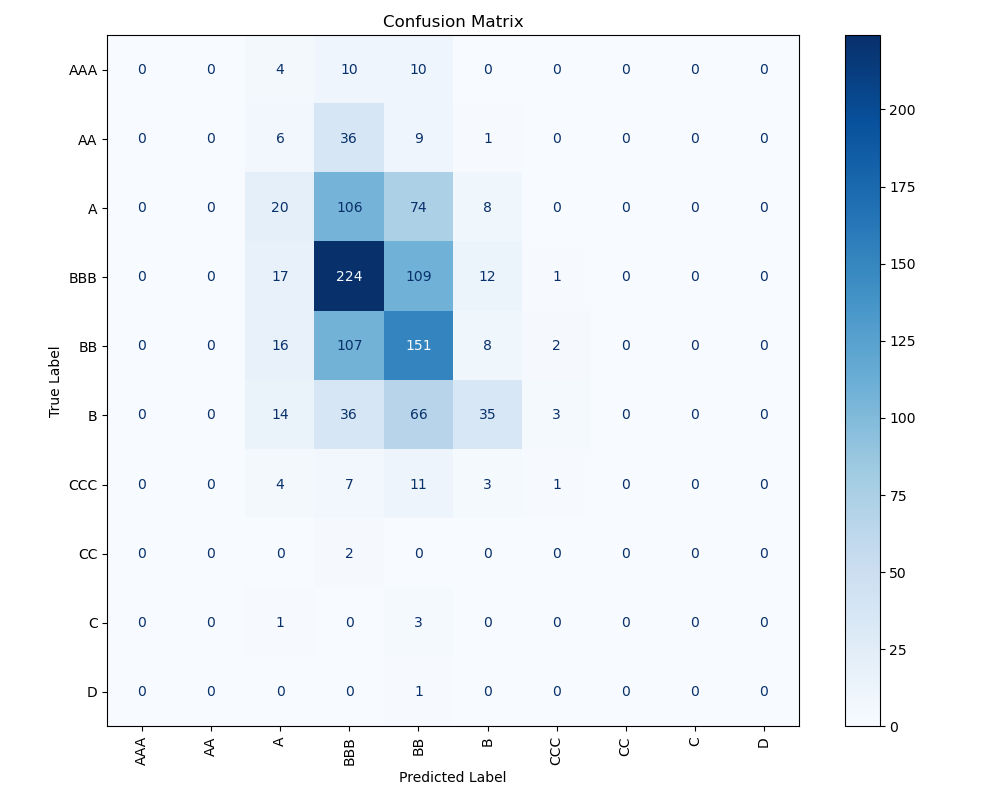 Confusion Matrix
AAA 0 0 4 10 10 0 0 0 0 0
AA 0 0 6 36 9 1 0 0 0 0
A 0 0 20 106 74 8 0 0 0 0
BBB 0 0 17 224 109 12 1 0 0 0
BB 0 0 16 107 151 8 2 0 0 0
B 0 0 14 36 66 35 3 0 0 0
CCC 0 0 4 7 11 3 1 0 0 0
CC 0 0 0 2 0 0 0 0 0 0
C 0 0 1 0 3 0 0 0 0 0
D 0 0 0 0 1 0 0 0 0 0
True Label
AAA AA A BBB BB B CCC CC C D
Predicted Label
200
175
150
125
100
75
50
25
0